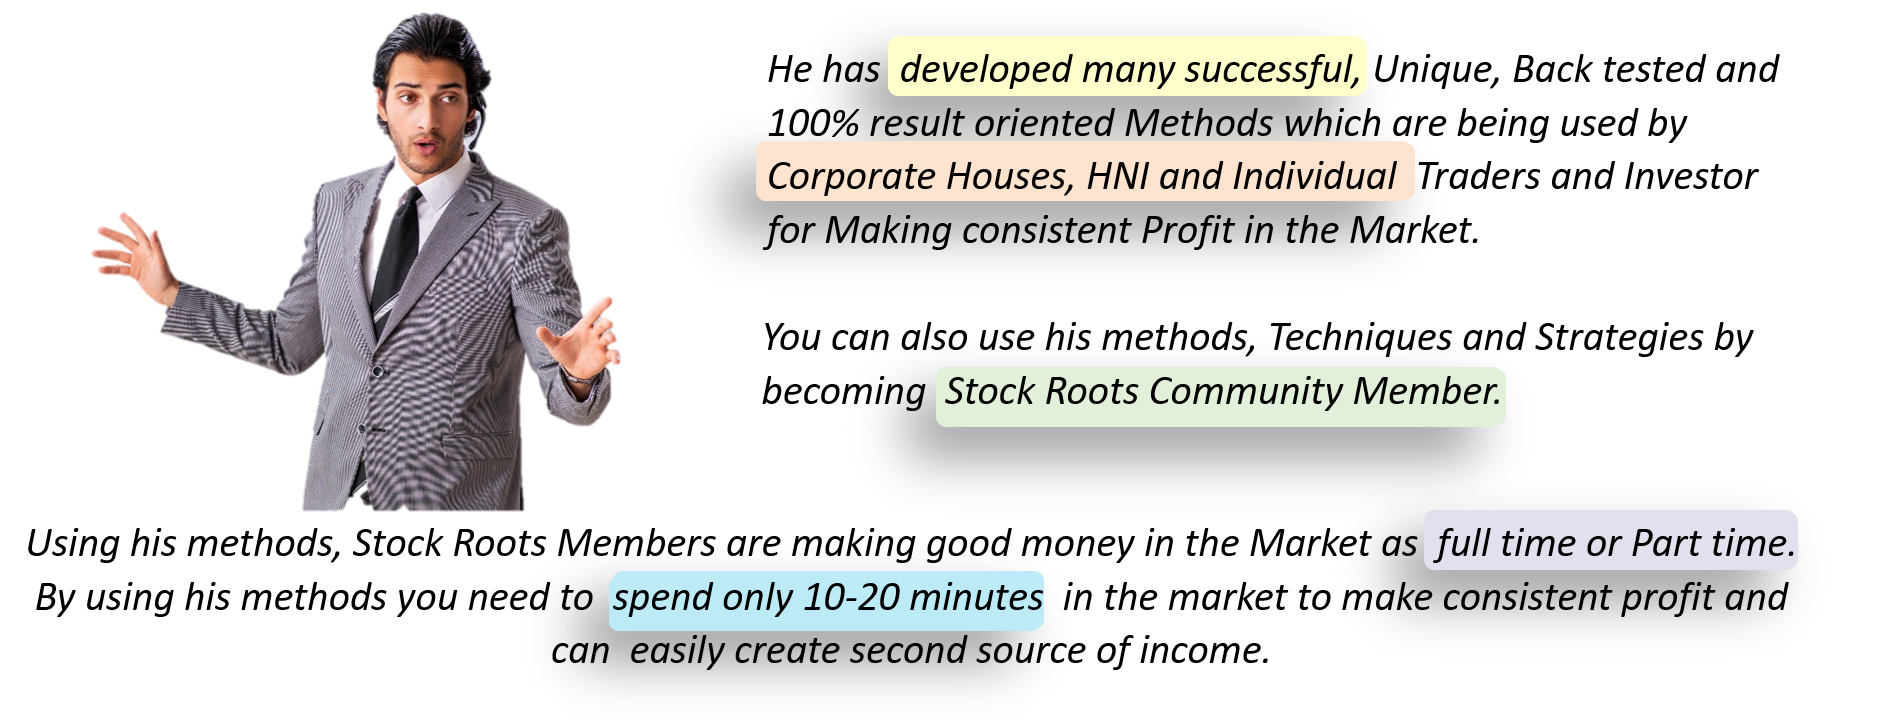 He has developed many successful, Unique, Back tested and
100% result oriented Methods which are being used by
Corporate Houses, HNI and Individual Traders and Investor
for Making consistent Profit in the Market.
You can also use his methods, Techniques and Strategies by
becoming Stock Roots Community Member.
Using his methods, Stock Roots Members are making good money in the Market as full time or Part time.
By using his methods you need to spend only 10-20 minutes in the market to make consistent profit and
can easily create second source of income.